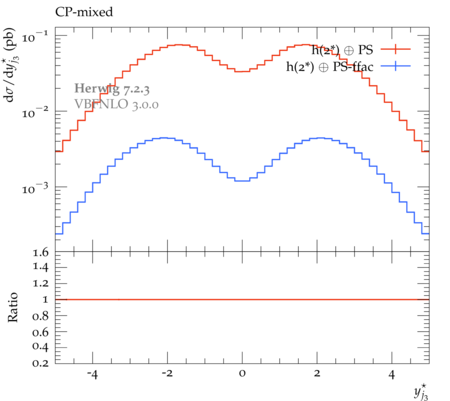 CP-mixed
dσ/dy*j3 (pb)
10⁻¹
10⁻²
10⁻³
h(2*) ⊕ PS
h(2*) ⊕ PS-ffac
Herwig 7.2.3
VBFNLO 3.0.0
Ratio
1.6
1.4
1.2
1
0.8
0.6
0.4
0.2
-4 -2 0 2 4
y*j3